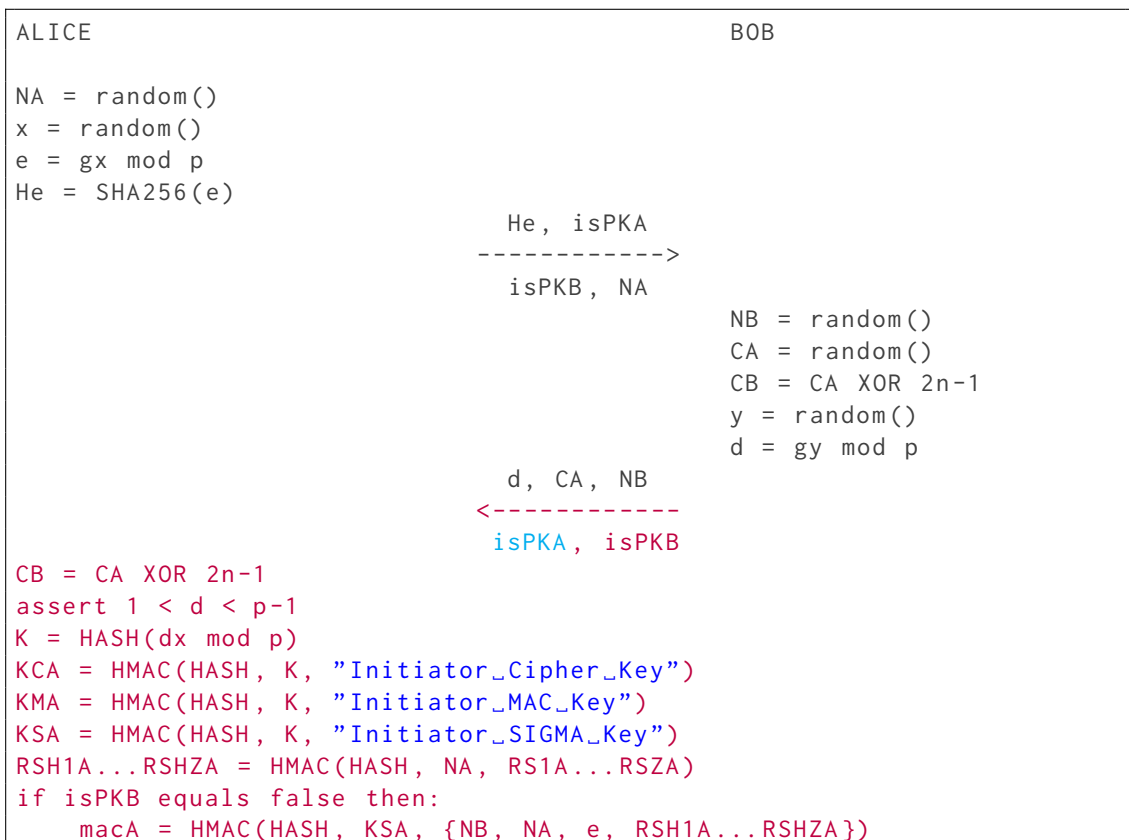 ALICE BOB
NA = random()
x = random()
e = gx mod p
He = SHA256(e)
He, isPKA
------------>
isPKB, NA
NB = random()
CA = random()
CB = CA XOR 2n-1
y = random()
d = gy mod p
d, CA, NB
<------------
isPKA, isPKB
CB = CA XOR 2n-1
assert 1 < d < p-1
K = HASH(dx mod p)
KCA = HMAC(HASH, K, ”Initiator␣Cipher␣Key”)
KMA = HMAC(HASH, K, ”Initiator␣MAC␣Key”)
KSA = HMAC(HASH, K, ”Initiator␣SIGMA␣Key”)
RSH1A...RSHZA = HMAC(HASH, NA, RS1A...RSZA)
if isPKB equals false then:
macA = HMAC(HASH, KSA, {NB, NA, e, RSH1A...RSHZA})